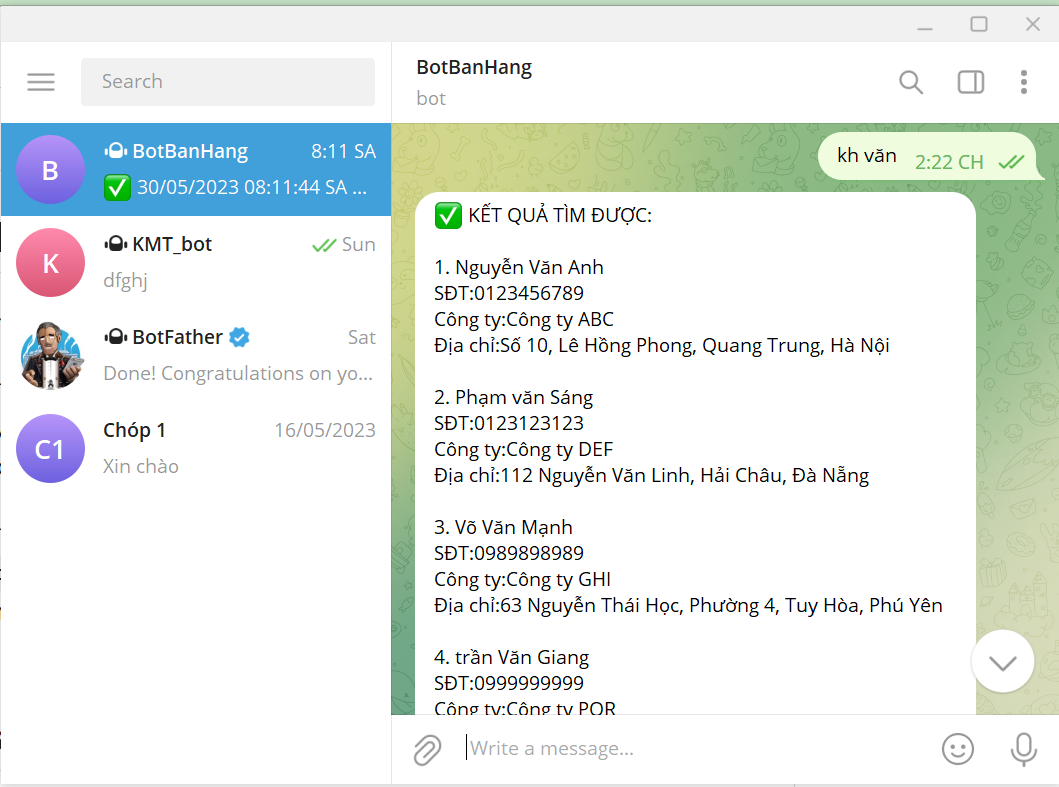 Search
BotBanHang
8:11 SA
✅ 30/05/2023 08:11:44 SA ...
KMT_bot
Sun
dfghj
BotFather
Sat
Done! Congratulations on yo...
Chóp 1
16/05/2023
Xin chào
B
K
C1
BotBanHang
bot
kh văn
2:22 CH
✅ KẾT QUẢ TÌM ĐƯỢC:
1. Nguyễn Văn Anh
SĐT:0123456789
Công ty:Công ty ABC
Địa chỉ:Số 10, Lê Hồng Phong, Quang Trung, Hà Nội
2. Phạm văn Sáng
SĐT:0123123123
Công ty:Công ty DEF
Địa chỉ:112 Nguyễn Văn Linh, Hải Châu, Đà Nẵng
3. Võ Văn Mạnh
SĐT:0989898989
Công ty:Công ty GHI
Địa chỉ:63 Nguyễn Thái Học, Phường 4, Tuy Hòa, Phú Yên
4. trần Văn Giang
SĐT:0999999999
Công ty:Công ty PQR
Write a message...